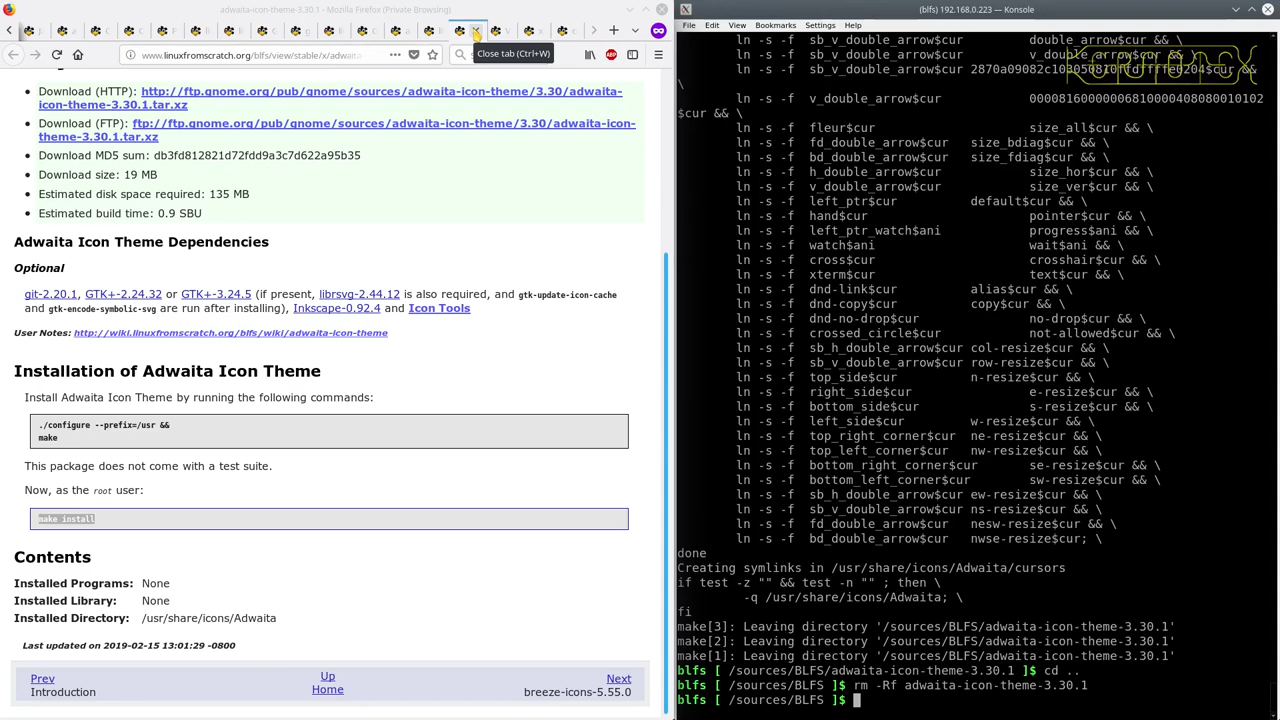 adwaita-icon-theme-3.30.1 - Mozilla Firefox (Private Browsing)
www.linuxfromscratch.org/blfs/view/stable/x/adwaita
Close tab (Ctrl+W)
Download (HTTP): http://ftp.gnome.org/pub/gnome/sources/adwaita-icon-theme/3.30/adwaita-
icon-theme-3.30.1.tar.xz
Download (FTP): ftp://ftp.gnome.org/pub/gnome/sources/adwaita-icon-theme/3.30/adwaita-icon-
theme-3.30.1.tar.xz
Download MD5 sum: db3fd812821d72fdd9a3c7d622a95b35
Download size: 19 MB
Estimated disk space required: 135 MB
Estimated build time: 0.9 SBU
Adwaita Icon Theme Dependencies
Optional
git-2.20.1, GTK+-2.24.32 or GTK+-3.24.5 (if present, librsvg-2.44.12 is also required, and gtk-update-icon-cache
and gtk-encode-symbolic-svg are run after installing), Inkscape-0.92.4 and Icon Tools
User Notes: http://wiki.linuxfromscratch.org/blfs/wiki/adwaita-icon-theme
Installation of Adwaita Icon Theme
Install Adwaita Icon Theme by running the following commands:
./configure --prefix=/usr &&
make
This package does not come with a test suite.
Now, as the root user:
make install
Contents
Installed Programs: None
Installed Library: None
Installed Directory: /usr/share/icons/Adwaita
Last updated on 2019-02-15 13:01:29 -0800
Prev Up Next
Introduction Home breeze-icons-5.55.0
(blfs) 192.168.0.223 — Konsole
File Edit View Bookmarks Settings Help
ln -s -f sb_h_double_arrow$cur double_arrow$cur && \
ln -s -f sb_v_double_arrow$cur v_double_arrow$cur && \
ln -s -f sb_v_double_arrow$cur
\
ln -s -f v_double_arrow$cur 00008160000006810000408080010102
$cur && \
ln -s -f fleur$cur size_all$cur && \
ln -s -f fd_double_arrow$cur size_bdiag$cur && \
ln -s -f bd_double_arrow$cur size_fdiag$cur && \
ln -s -f h_double_arrow$cur size_hor$cur && \
ln -s -f v_double_arrow$cur size_ver$cur && \
ln -s -f left_ptr$cur default$cur && \
ln -s -f hand$cur pointer$cur && \
ln -s -f left_ptr_watch$ani progress$ani && \
ln -s -f watch$ani wait$ani && \
ln -s -f cross$cur crosshair$cur && \
ln -s -f xterm$cur text$cur && \
ln -s -f dnd-link$cur alias$cur && \
ln -s -f dnd-copy$cur copy$cur && \
ln -s -f dnd-no-drop$cur no-drop$cur && \
ln -s -f crossed_circle$cur not-allowed$cur && \
ln -s -f sb_h_double_arrow$cur col-resize$cur && \
ln -s -f sb_v_double_arrow$cur row-resize$cur && \
ln -s -f top_side$cur n-resize$cur && \
ln -s -f right_side$cur e-resize$cur && \
ln -s -f bottom_side$cur s-resize$cur && \
ln -s -f left_side$cur w-resize$cur && \
ln -s -f top_right_corner$cur ne-resize$cur && \
ln -s -f top_left_corner$cur nw-resize$cur && \
ln -s -f bottom_right_corner$cur se-resize$cur && \
ln -s -f bottom_left_corner$cur sw-resize$cur && \
ln -s -f sb_h_double_arrow$cur ew-resize$cur && \
ln -s -f sb_v_double_arrow$cur ns-resize$cur && \
ln -s -f fd_double_arrow$cur nesw-resize$cur && \
ln -s -f bd_double_arrow$cur nwse-resize$cur; \
done
Creating symlinks in /usr/share/icons/Adwaita/cursors
if test -z "" && test -n "" ; then \
-q /usr/share/icons/Adwaita; \
fi
make[3]: Leaving directory '/sources/BLFS/adwaita-icon-theme-3.30.1'
make[2]: Leaving directory '/sources/BLFS/adwaita-icon-theme-3.30.1'
make[1]: Leaving directory '/sources/BLFS/adwaita-icon-theme-3.30.1'
blfs [ /sources/BLFS/adwaita-icon-theme-3.30.1 ]$ cd ..
blfs [ /sources/BLFS ]$ rm -Rf adwaita-icon-theme-3.30.1
blfs [ /sources/BLFS ]$